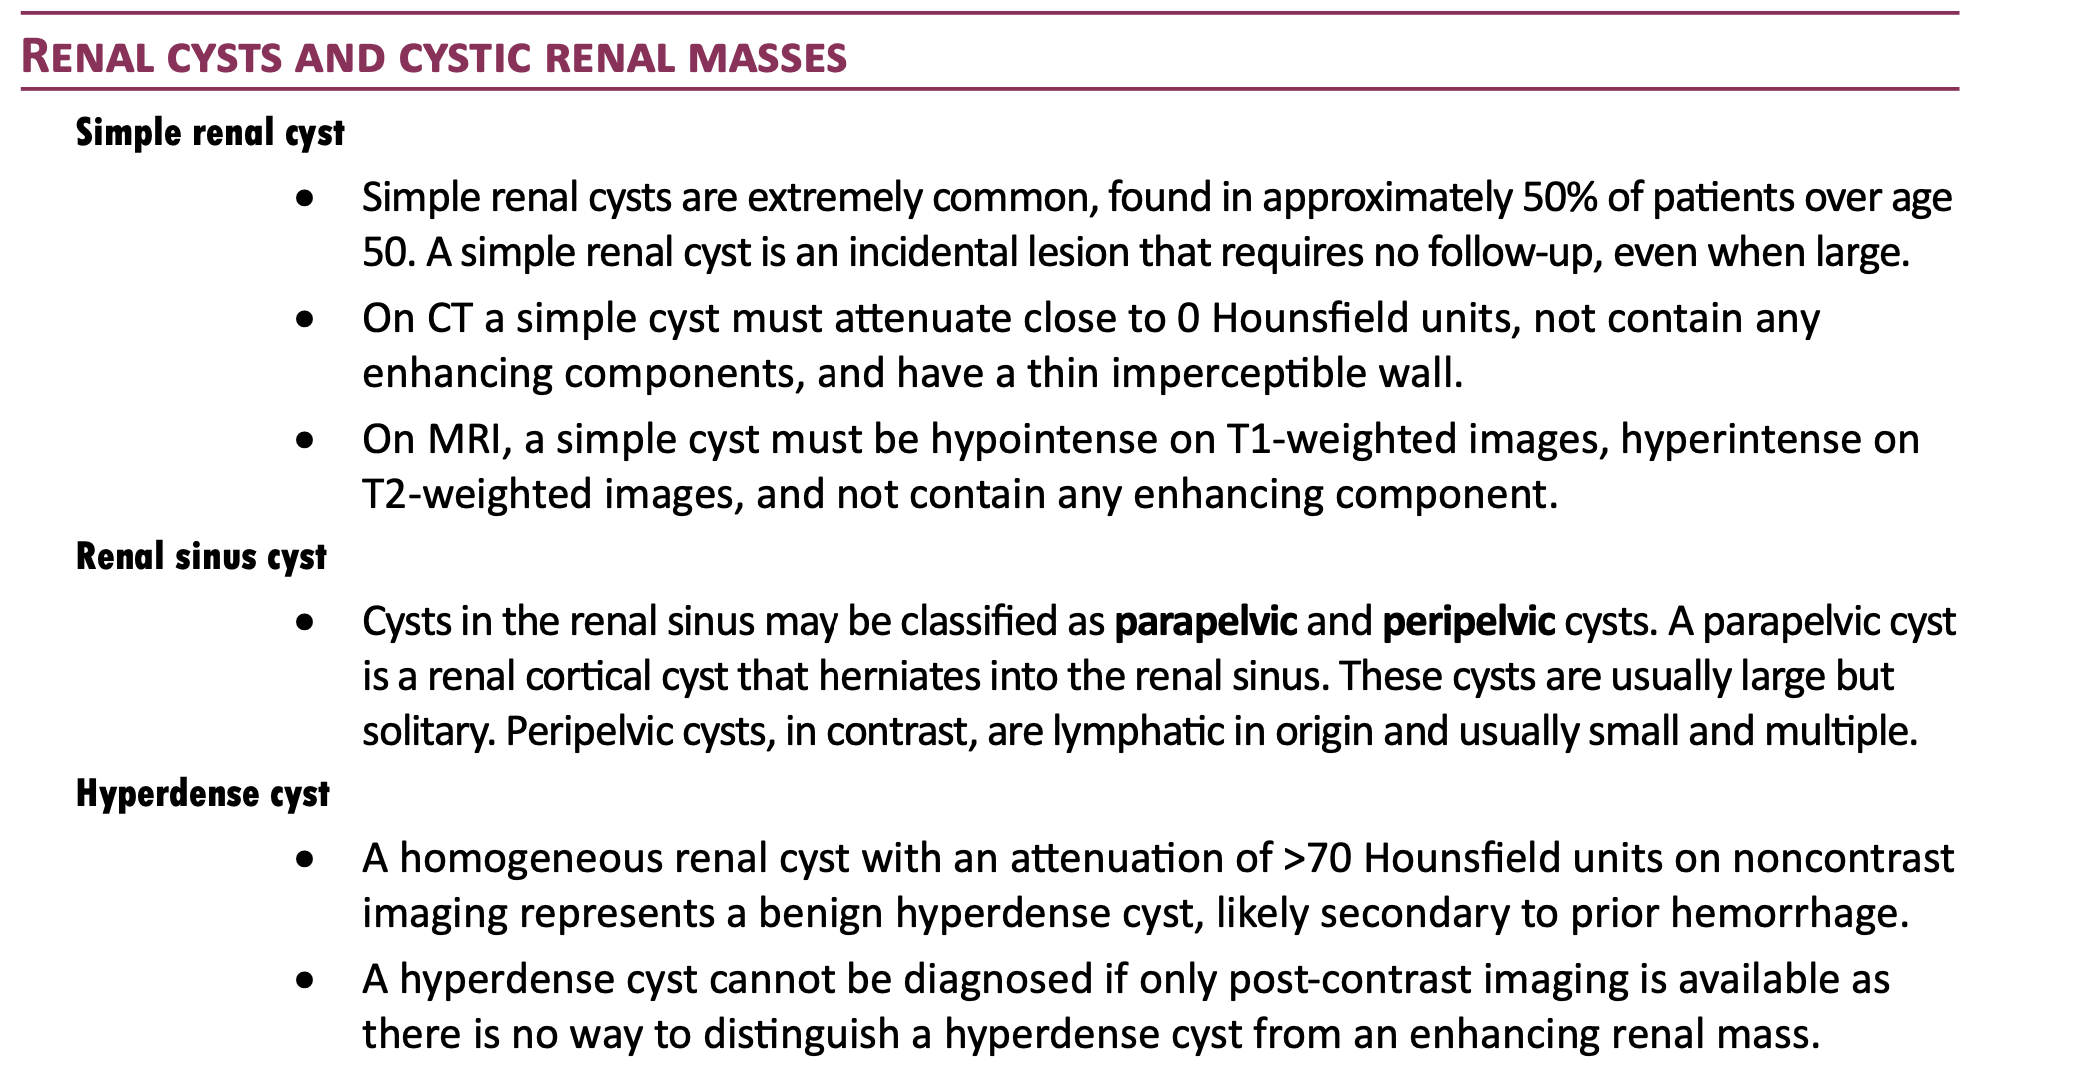 RENAL CYSTS AND CYSTIC RENAL MASSES
Simple renal cyst
• Simple renal cysts are extremely common, found in approximately 50% of patients over age
50. A simple renal cyst is an incidental lesion that requires no follow-up, even when large.
• On CT a simple cyst must attenuate close to 0 Hounsfield units, not contain any
enhancing components, and have a thin imperceptible wall.
• On MRI, a simple cyst must be hypointense on T1-weighted images, hyperintense on
T2-weighted images, and not contain any enhancing component.
Renal sinus cyst
• Cysts in the renal sinus may be classified as parapelvic and peripelvic cysts. A parapelvic cyst
is a renal cortical cyst that herniates into the renal sinus. These cysts are usually large but
solitary. Peripelvic cysts, in contrast, are lymphatic in origin and usually small and multiple.
Hyperdense cyst
• A homogeneous renal cyst with an attenuation of >70 Hounsfield units on noncontrast
imaging represents a benign hyperdense cyst, likely secondary to prior hemorrhage.
• A hyperdense cyst cannot be diagnosed if only post-contrast imaging is available as
there is no way to distinguish a hyperdense cyst from an enhancing renal mass.